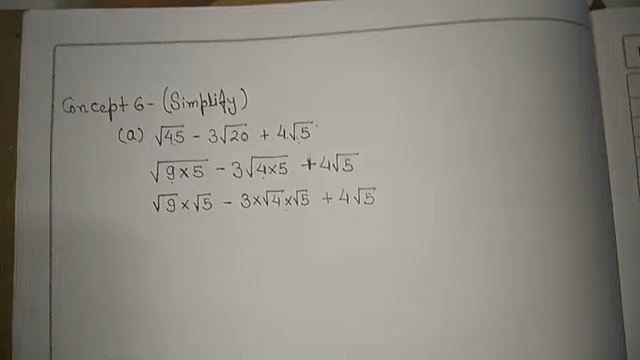 Concept 6 - (Simplify)
(a) √45 - 3√20 + 4√5
√9×5 - 3√4×5 + 4√5
√9×√5 - 3×√4×√5 + 4√5